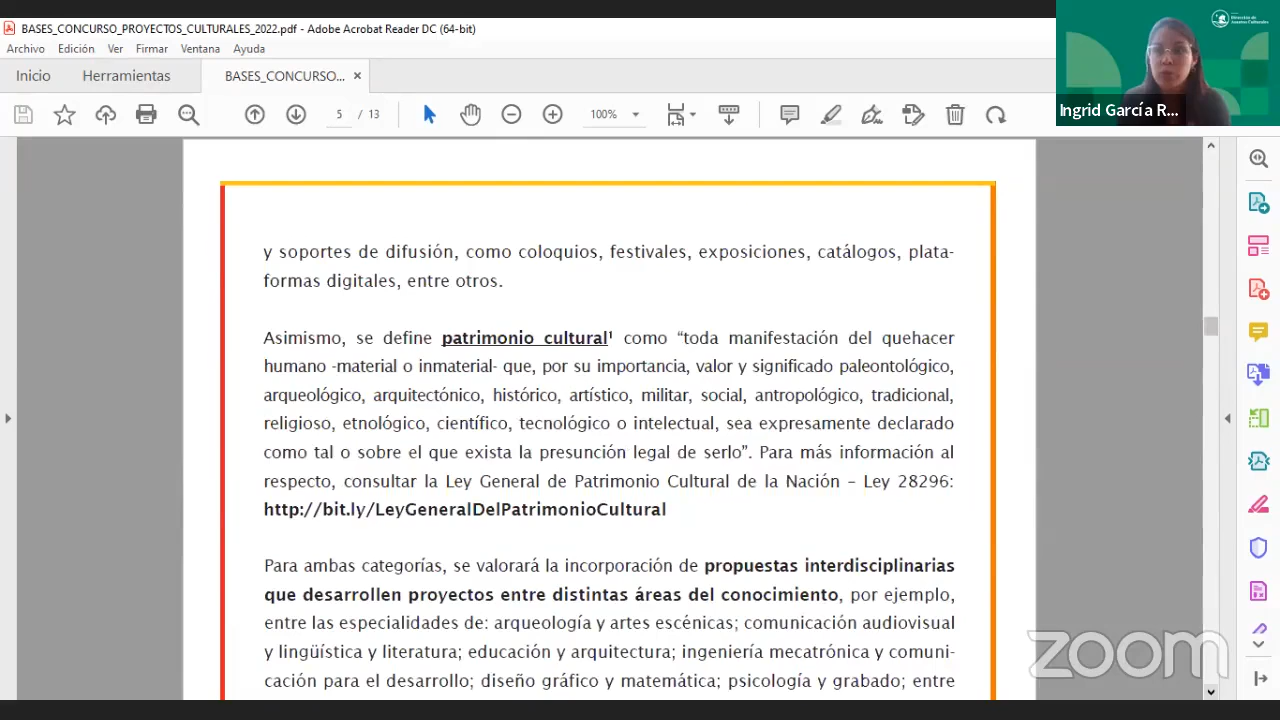 BASES_CONCURSO_PROYECTOS_CULTURALES_2022.pdf - Adobe Acrobat Reader DC (64-bit)
Archivo Edición Ver Firmar Ventana Ayuda
Inicio Herramientas BASES_CONCURSO... ×
5 / 13 100%
Dirección de
Asuntos Culturales
Ingrid García R...
y soportes de difusión, como coloquios, festivales, exposiciones, catálogos, plata-
formas digitales, entre otros.
Asimismo, se define patrimonio cultural¹ como “toda manifestación del quehacer
humano -material o inmaterial- que, por su importancia, valor y significado paleontológico,
arqueológico, arquitectónico, histórico, artístico, militar, social, antropológico, tradicional,
religioso, etnológico, científico, tecnológico o intelectual, sea expresamente declarado
como tal o sobre el que exista la presunción legal de serlo”. Para más información al
respecto, consultar la Ley General de Patrimonio Cultural de la Nación – Ley 28296:
http://bit.ly/LeyGeneralDelPatrimonioCultural
Para ambas categorías, se valorará la incorporación de propuestas interdisciplinarias
que desarrollen proyectos entre distintas áreas del conocimiento, por ejemplo,
entre las especialidades de: arqueología y artes escénicas; comunicación audiovisual
y lingüística y literatura; educación y arquitectura; ingeniería mecatrónica y comuni-
cación para el desarrollo; diseño gráfico y matemática; psicología y grabado; entre
zoom